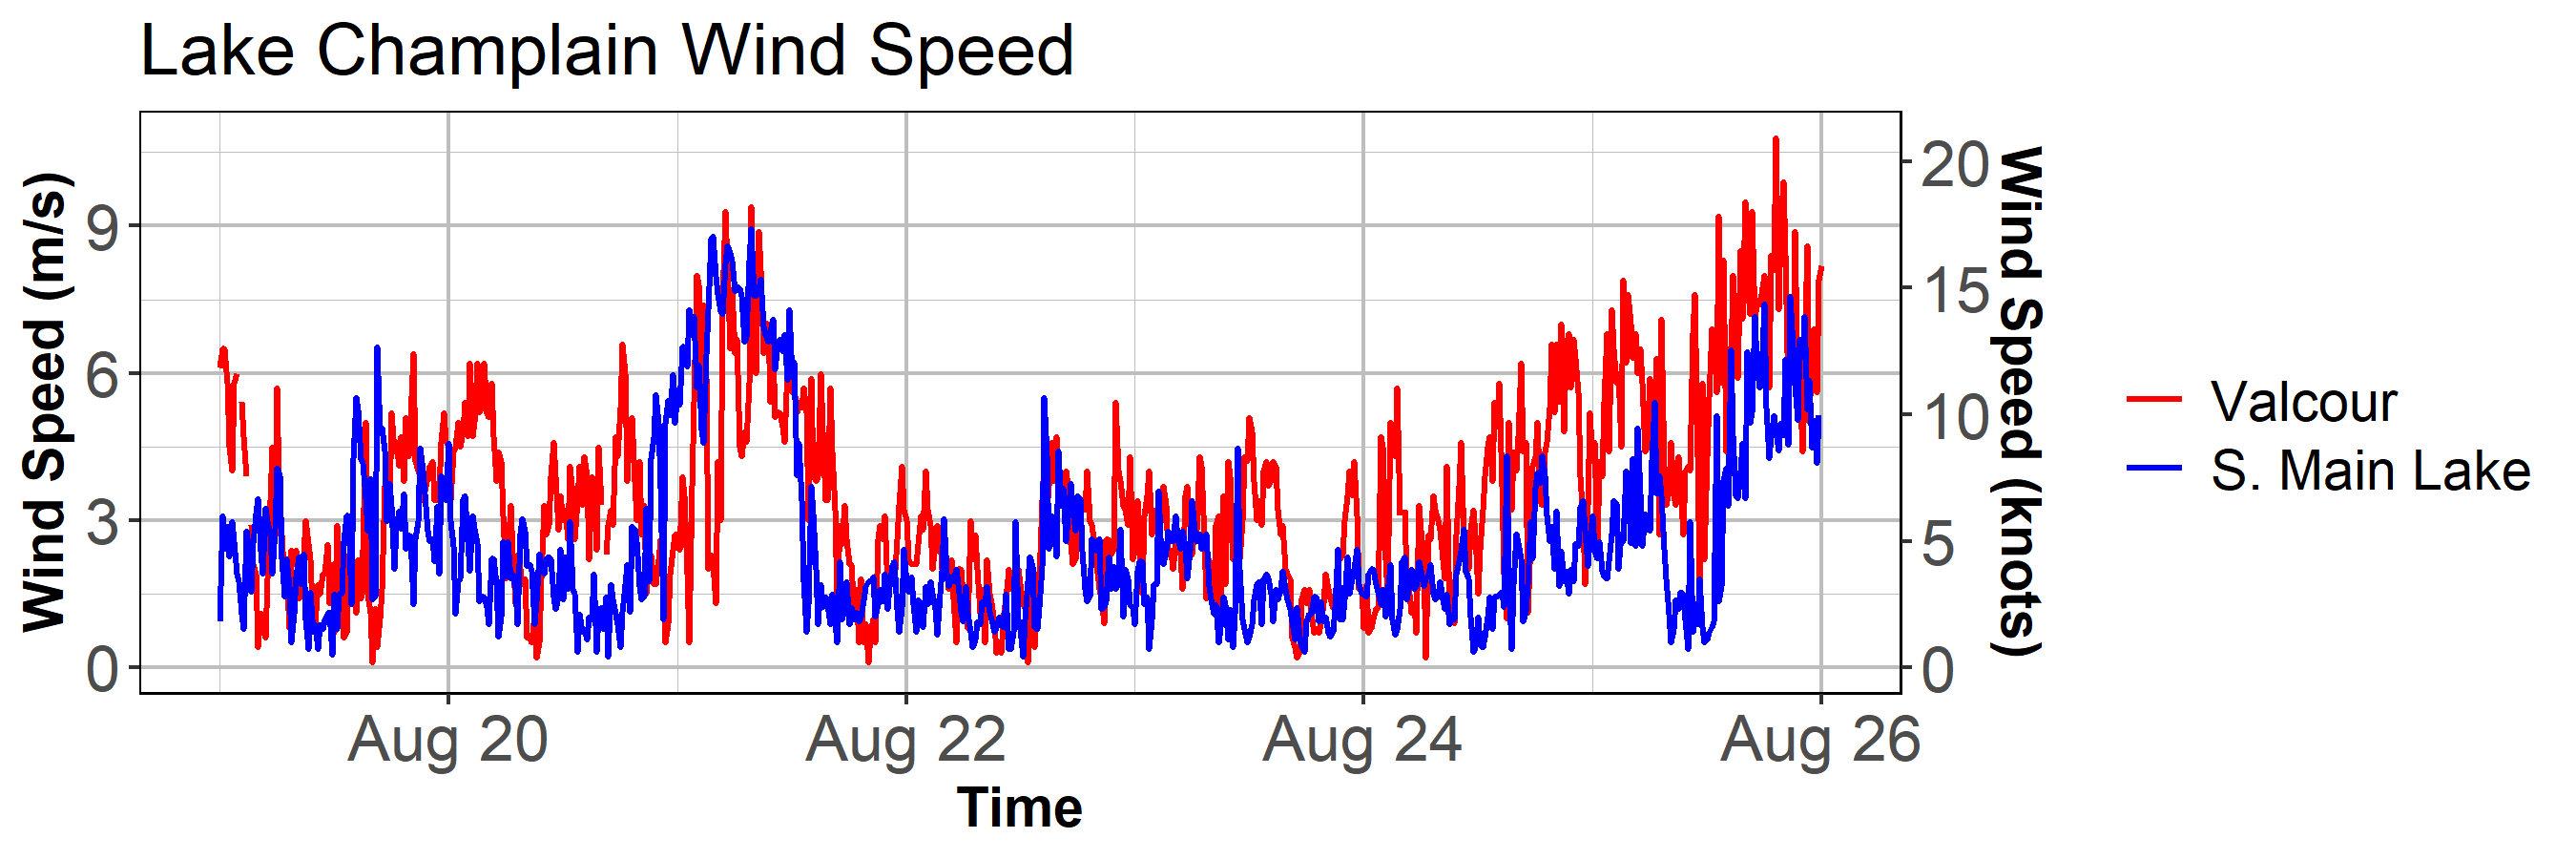 Lake Champlain Wind Speed
Wind Speed (m/s)
9
6
3
0
20
15
10
5
0
Wind Speed (knots)
Aug 20 Aug 22 Aug 24 Aug 26
Time
Valcour
S. Main Lake